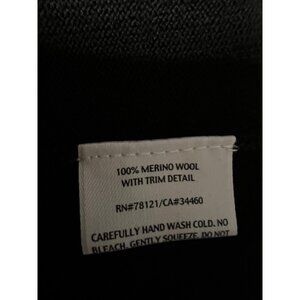 100% MERINO WOOL
WITH TRIM DETAIL
RN#78121/CA#34460
CAREFULLY HAND WASH COLD. NO
BLEACH. GENTLY SQUEEZE. DO NOT